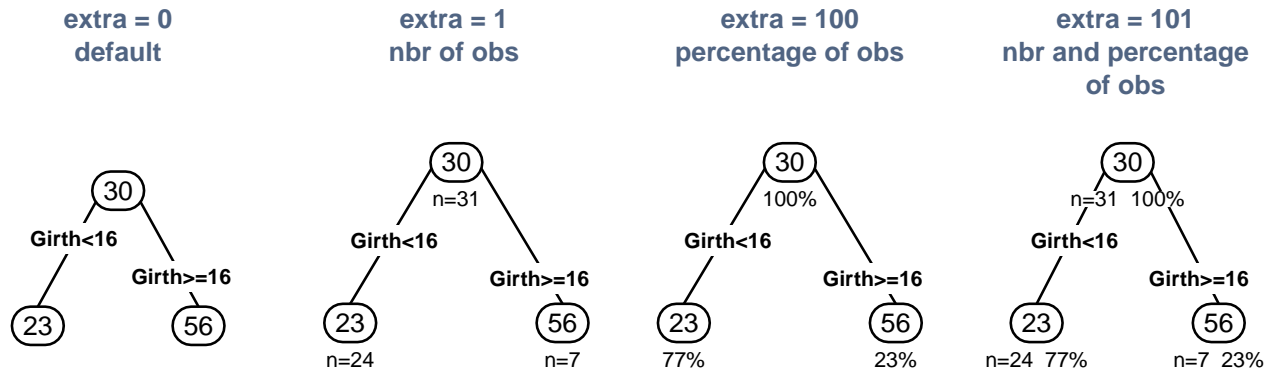 extra = 0
default
30
Girth<16
Girth>=16
23
56
extra = 1
nbr of obs
30
n=31
Girth<16
Girth>=16
23
56
n=24
n=7
extra = 100
percentage of obs
30
100%
Girth<16
Girth>=16
23
56
77%
23%
extra = 101
nbr and percentage
of obs
30
n=31 100%
Girth<16
Girth>=16
23
56
n=24 77%
n=7 23%